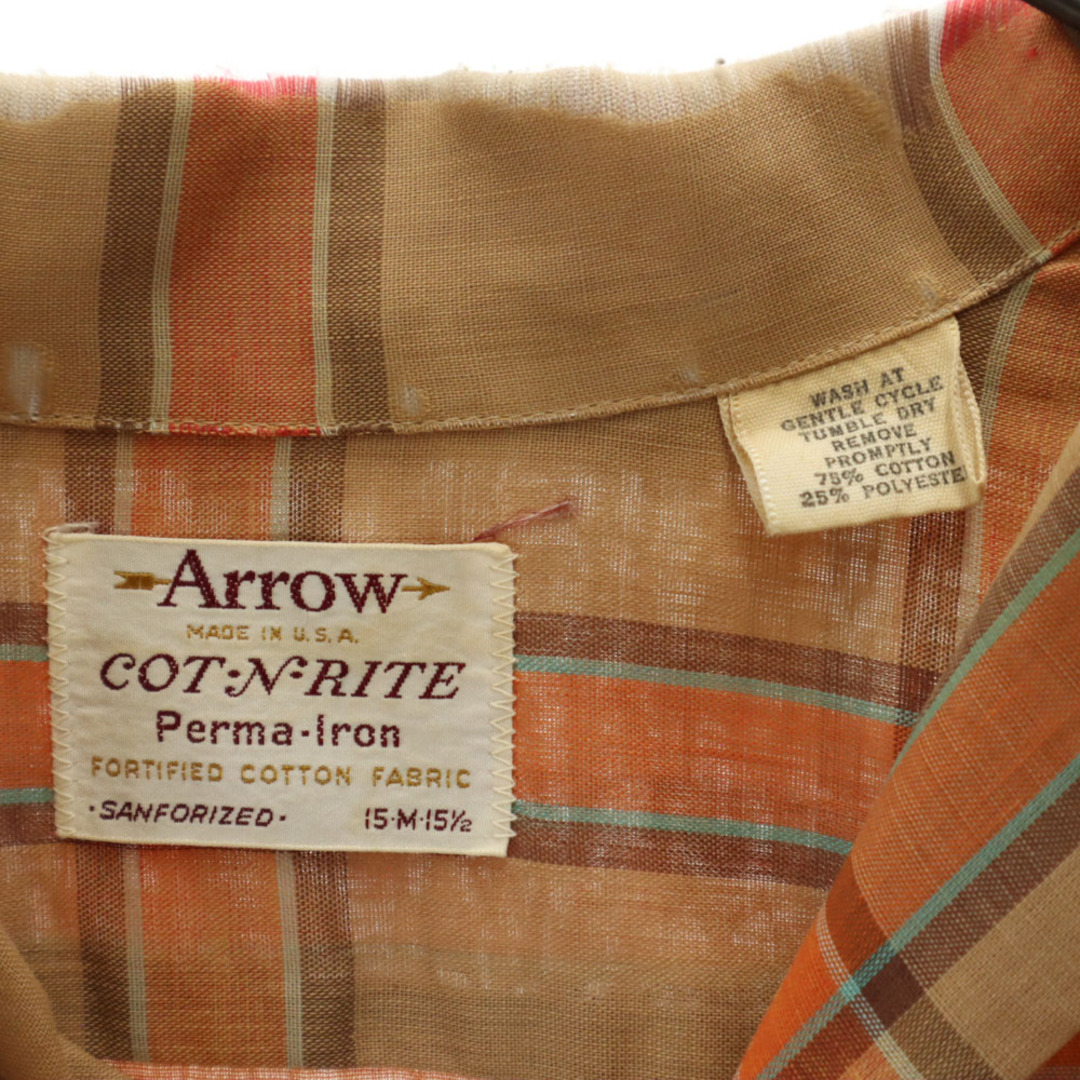 Arrow
MADE IN U.S.A.
COT-N-RITE
Perma-Iron
FORTIFIED COTTON FABRIC
·SANFORIZED· 15·M·15½
WASH AT
GENTLE CYCLE
TUMBLE DRY
REMOVE
PROMPTLY
75% COTTON
25% POLYESTE